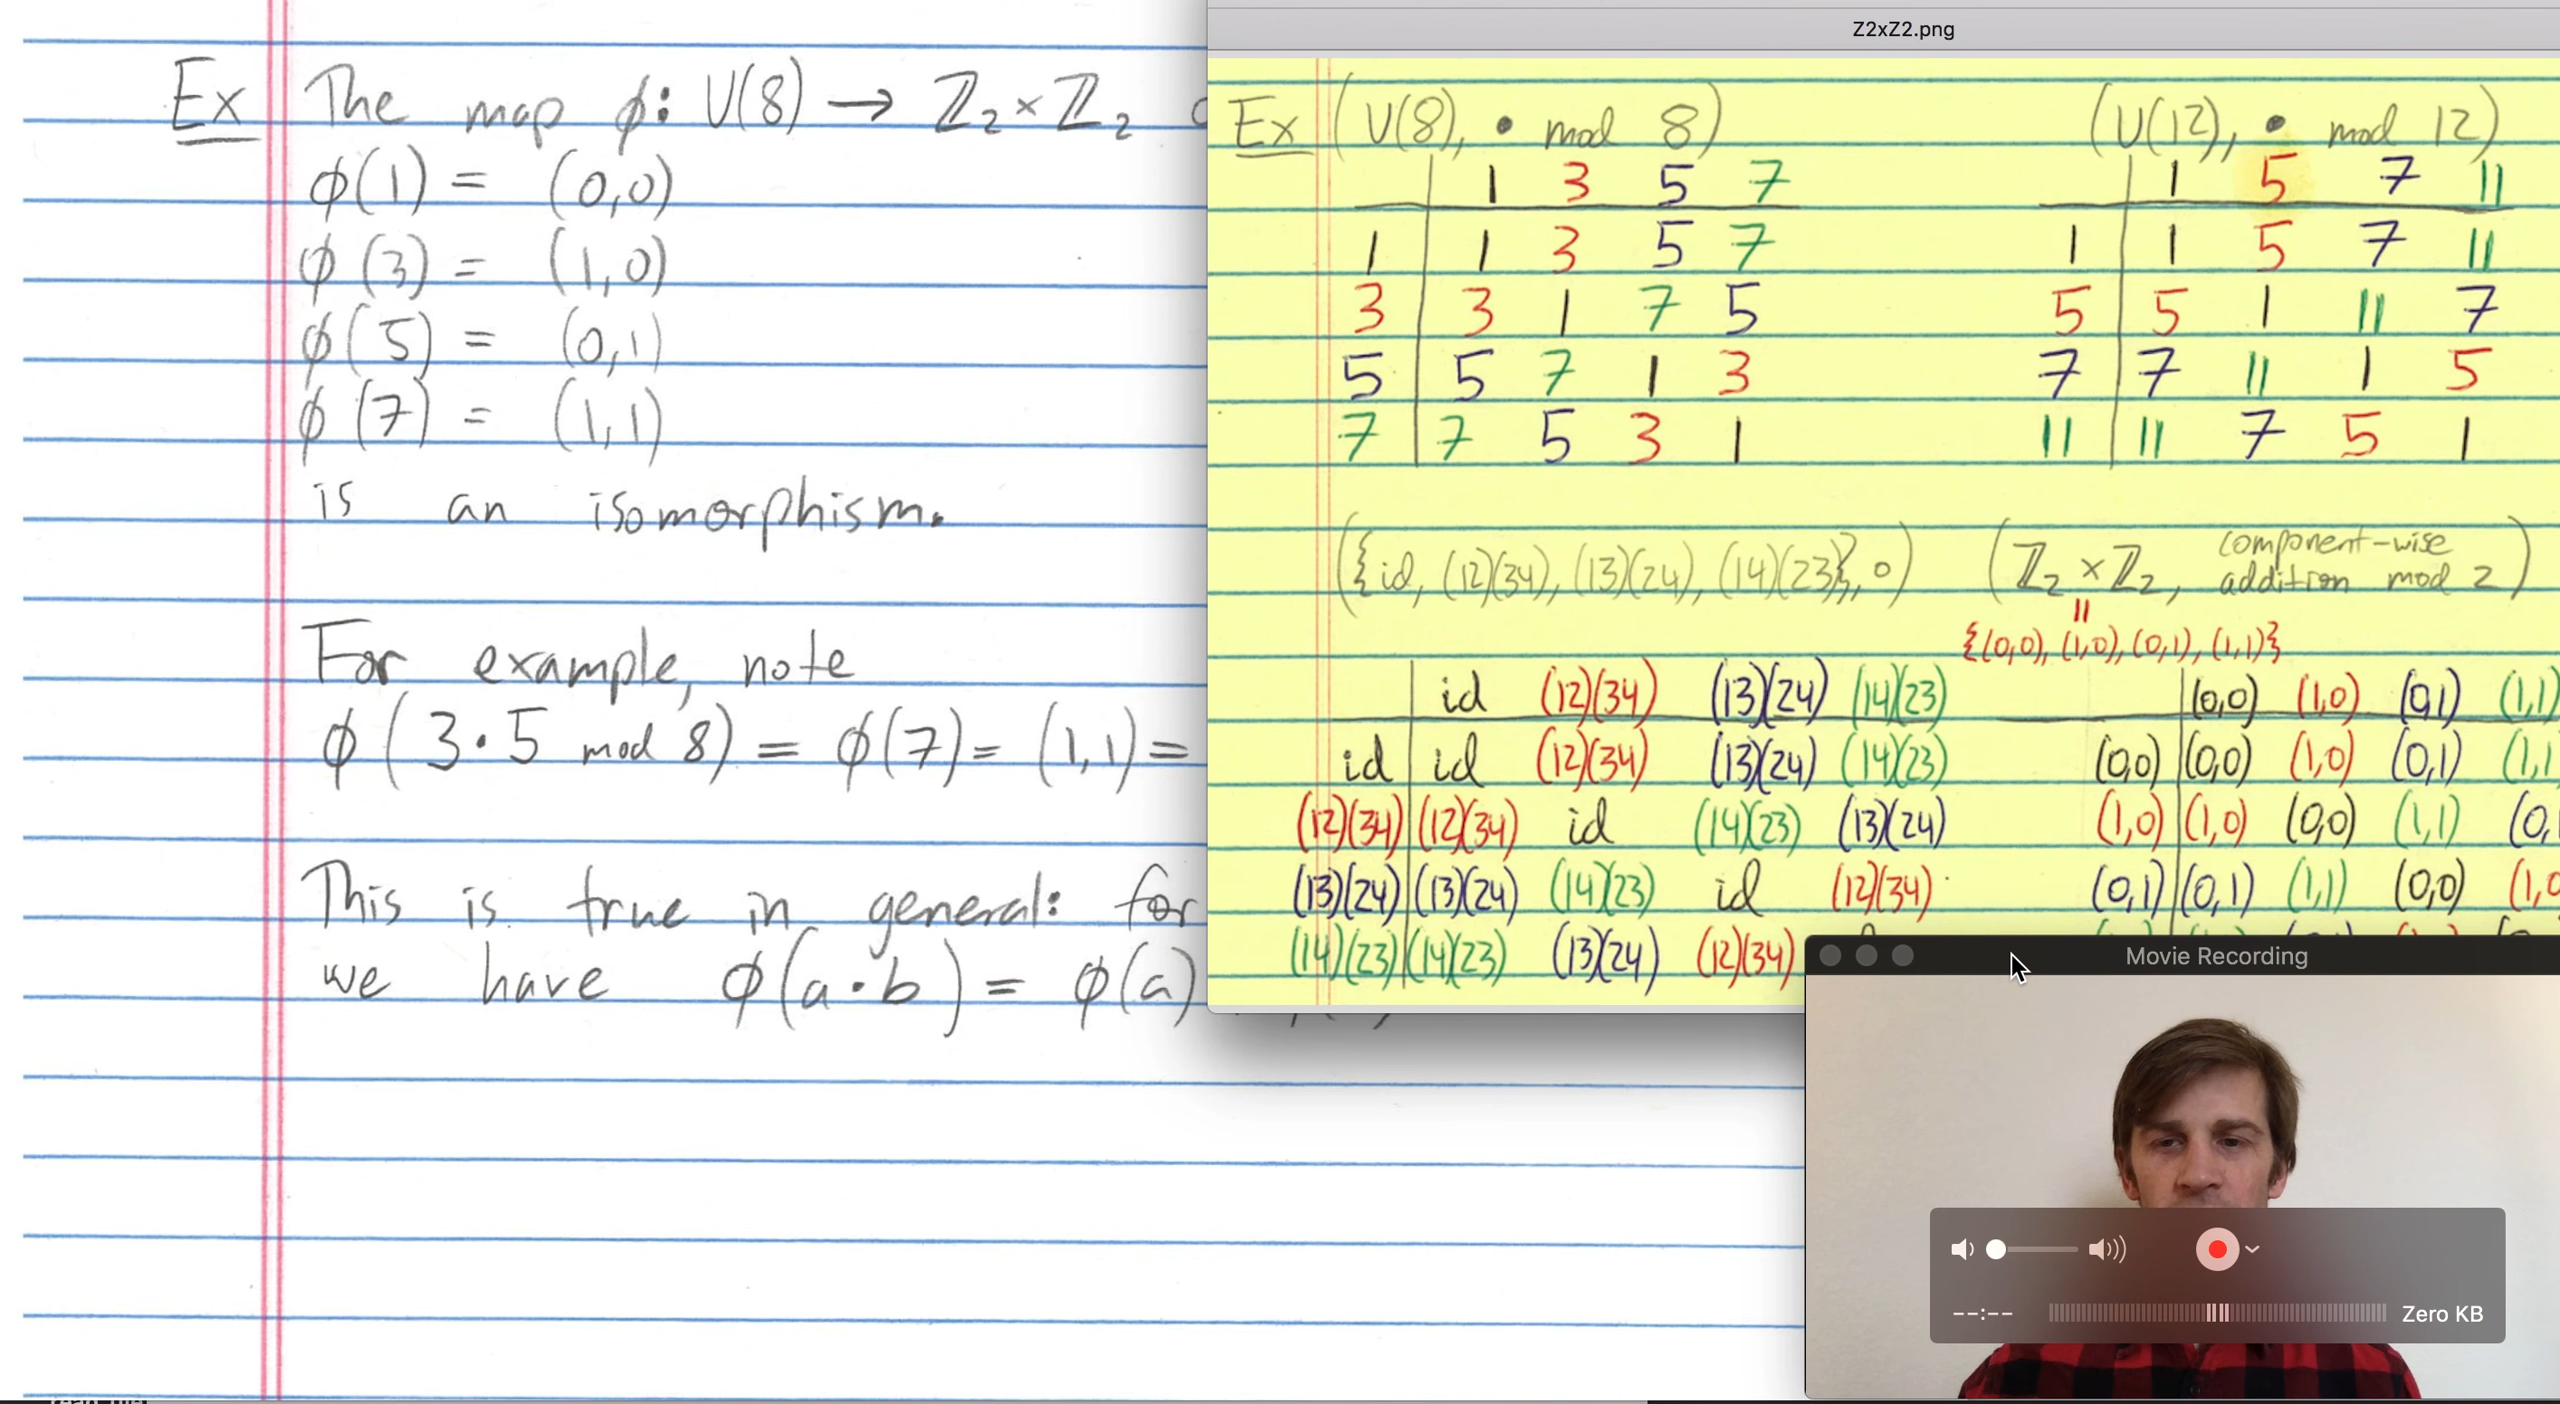 Ex The map φ: U(8) → ℤ₂×ℤ₂
φ(1) = (0,0)
φ(3) = (1,0)
φ(5) = (0,1)
φ(7) = (1,1)
is an isomorphism.
For example, note
φ(3·5 mod 8) = φ(7) = (1,1) =
This is true in general: for
we have φ(a·b) = φ(a)
Z2xZ2.png
Ex (U(8), • mod 8)
1 3 5 7
1 1 3 5 7
3 3 1 7 5
5 5 7 1 3
7 7 5 3 1
(U(12), • mod 12)
1 5 7 11
1 1 5 7 11
5 5 1 11 7
7 7 11 1 5
11 11 7 5 1
({id, (12)(34), (13)(24), (14)(23)}, o)
id (12)(34) (13)(24) (14)(23)
id id (12)(34) (13)(24) (14)(23)
(12)(34) (12)(34) id (14)(23) (13)(24)
(13)(24) (13)(24) (14)(23) id (12)(34)
(14)(23) (14)(23) (13)(24) (12)(34)
(ℤ₂×ℤ₂, component-wise
addition mod 2)
=
{(0,0), (1,0), (0,1), (1,1)}
(0,0) (1,0) (0,1) (1,1)
(0,0) (0,0) (1,0) (0,1) (1,1
(1,0) (1,0) (0,0) (1,1) (0,1
(0,1) (0,1) (1,1) (0,0) (1,0
Movie Recording
--:--
Zero KB